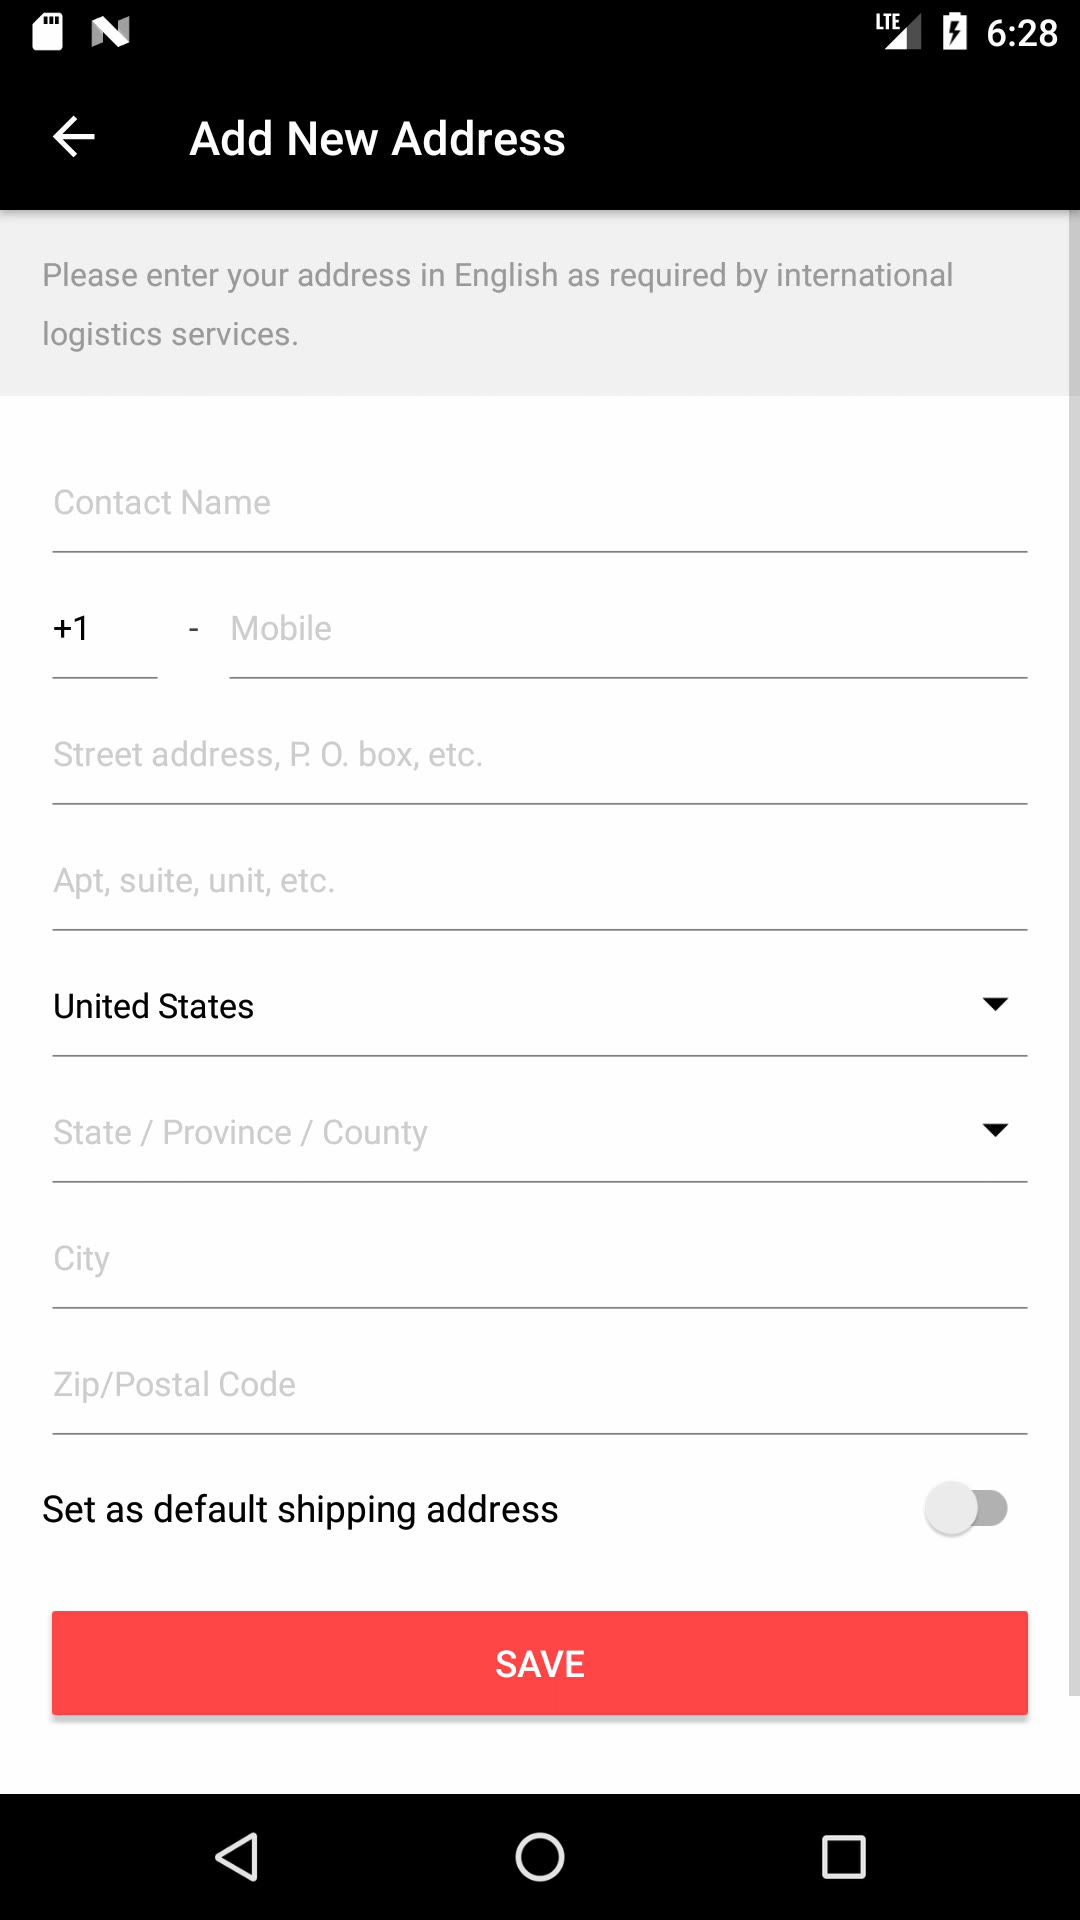 LTE 6:28
Add New Address
Please enter your address in English as required by international
logistics services.
Contact Name
+1 - Mobile
Street address, P. O. box, etc.
Apt, suite, unit, etc.
United States
State / Province / County
City
Zip/Postal Code
Set as default shipping address
SAVE